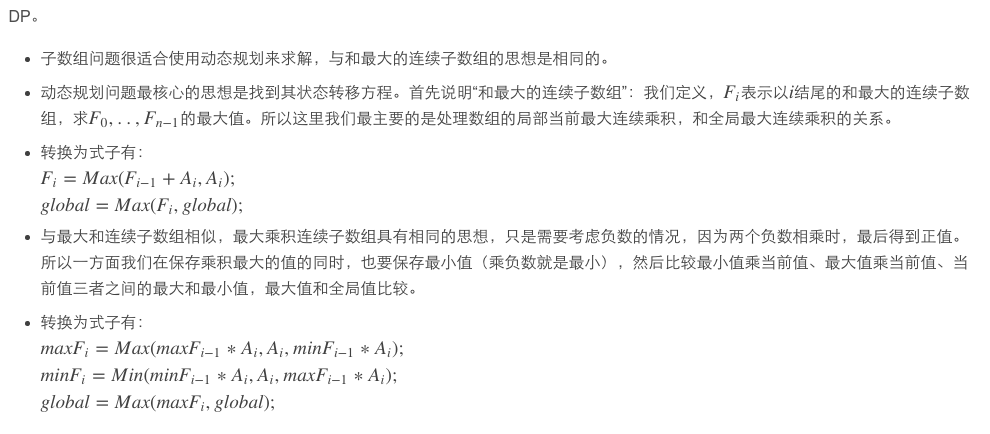 DP。
• 子数组问题很适合使用动态规划来求解，与和最大的连续子数组的思想是相同的。
• 动态规划问题最核心的思想是找到其状态转移方程。首先说明“和最大的连续子数组”：我们定义，F_i表示以i结尾的和最大的连续子数
组，求F_0,..,F_{n−1}的最大值。所以这里我们最主要的是处理数组的局部当前最大连续乘积，和全局最大连续乘积的关系。
• 转换为式子有：
F_i = Max(F_{i−1} + A_i, A_i);
global = Max(F_i, global);
• 与最大和连续子数组相似，最大乘积连续子数组具有相同的思想，只是需要考虑负数的情况，因为两个负数相乘时，最后得到正值。
所以一方面我们在保存乘积最大的值的同时，也要保存最小值（乘负数就是最小），然后比较最小值乘当前值、最大值乘当前值、当
前值三者之间的最大和最小值，最大值和全局值比较。
• 转换为式子有：
maxF_i = Max(maxF_{i−1} * A_i, A_i, minF_{i−1} * A_i);
minF_i = Min(minF_{i−1} * A_i, A_i, maxF_{i−1} * A_i);
global = Max(maxF_i, global);